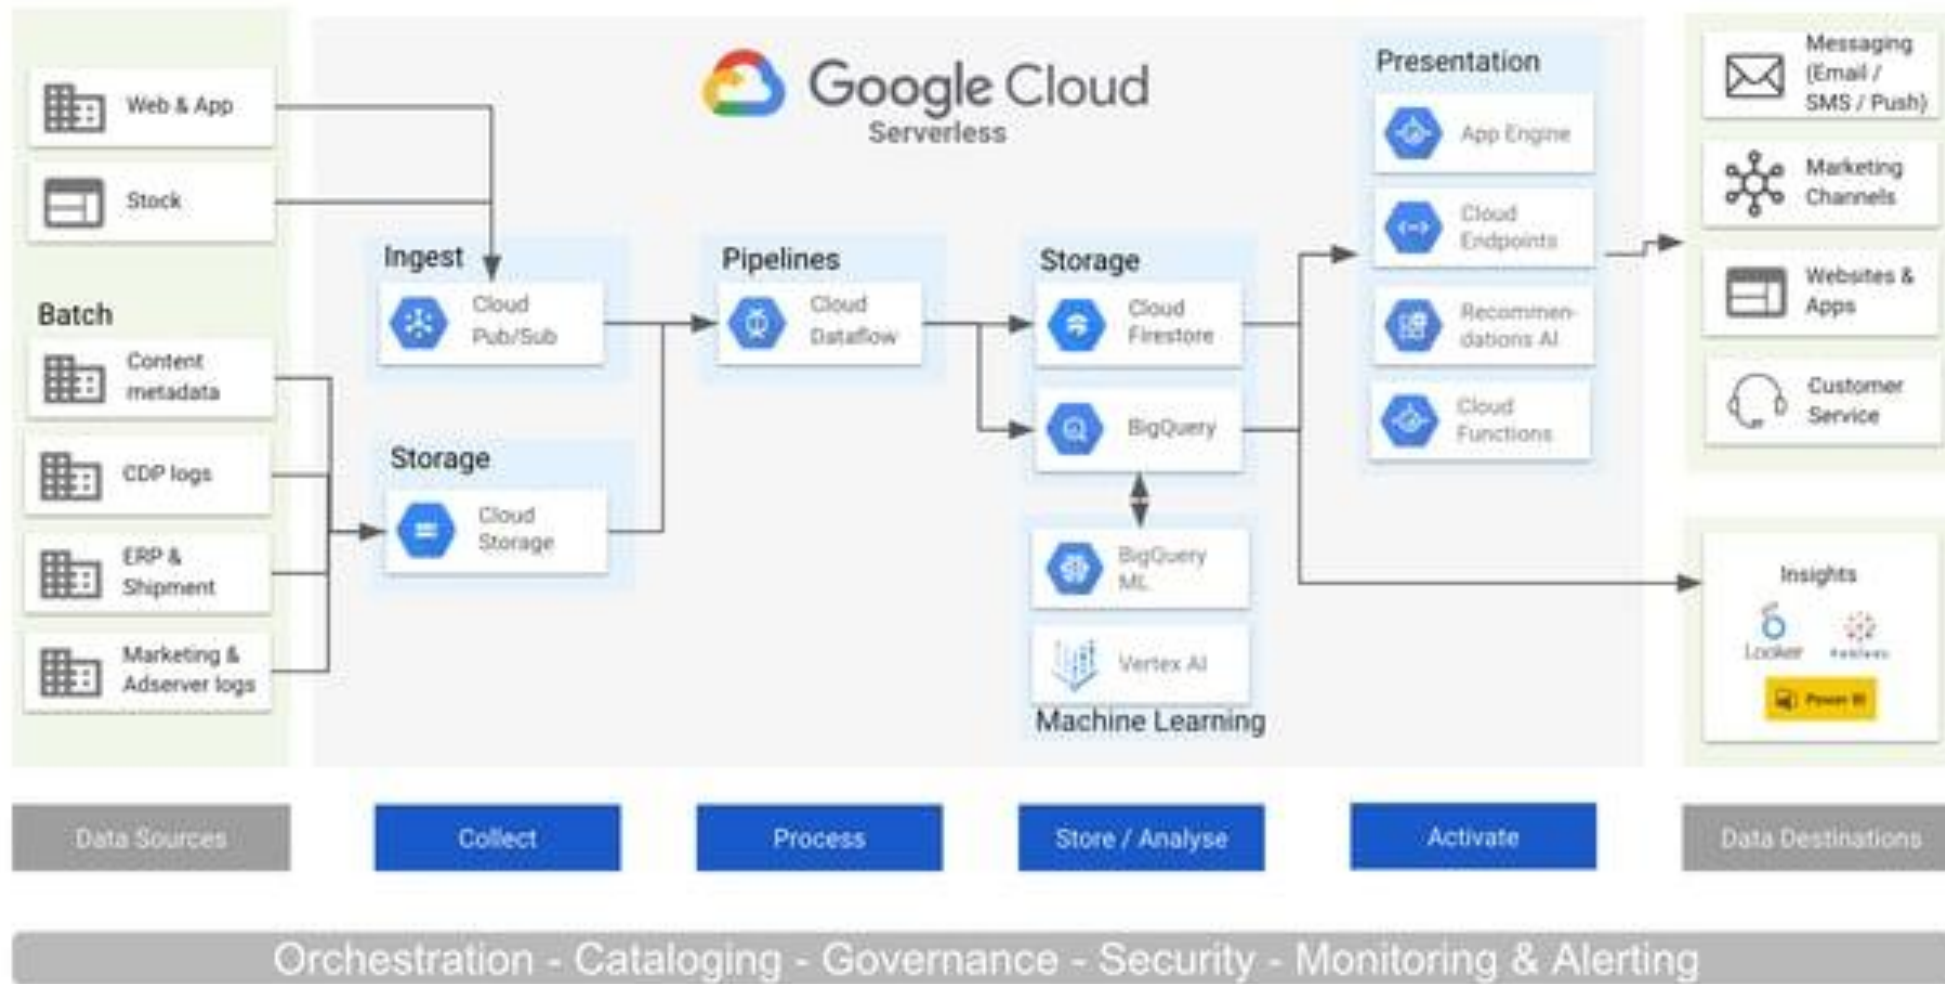 Google Cloud
Serverless
Web & App
Stock
Batch
Content
metadata
CDP logs
ERP &
Shipment
Marketing &
Adserver logs
Ingest
Cloud
Pub/Sub
Storage
Cloud
Storage
Pipelines
Cloud
Dataflow
Storage
Cloud
Firestore
BigQuery
BigQuery
ML
Vertex AI
Machine Learning
Presentation
App Engine
Cloud
Endpoints
Recommen-
dations AI
Cloud
Functions
Messaging
(Email /
SMS / Push)
Marketing
Channels
Websites &
Apps
Customer
Service
Insights
Looker
Power BI
Data Sources
Collect
Process
Store / Analyse
Activate
Data Destinations
Orchestration - Cataloging - Governance - Security - Monitoring & Alerting